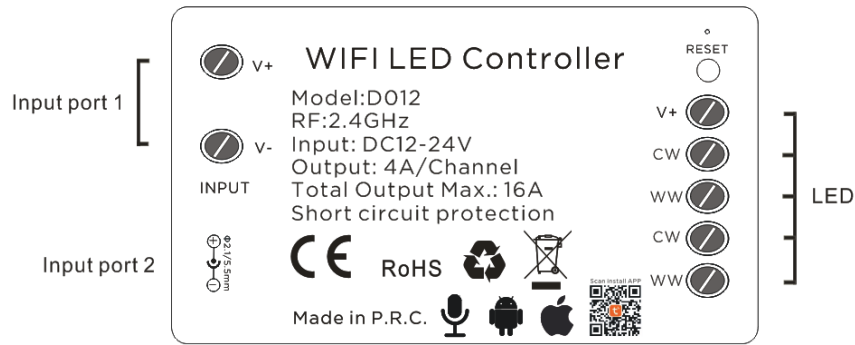 WIFI LED Controller
RESET
Input port 1
V+
V-
INPUT
Model:D012
RF:2.4GHz
Input: DC12-24V
Output: 4A/Channel
Total Output Max.: 16A
Short circuit protection
V+
CW
WW
CW
WW
LED
Input port 2
Φ2.1/5.5mm
CE
RoHS
Scan install APP
Made in P.R.C.